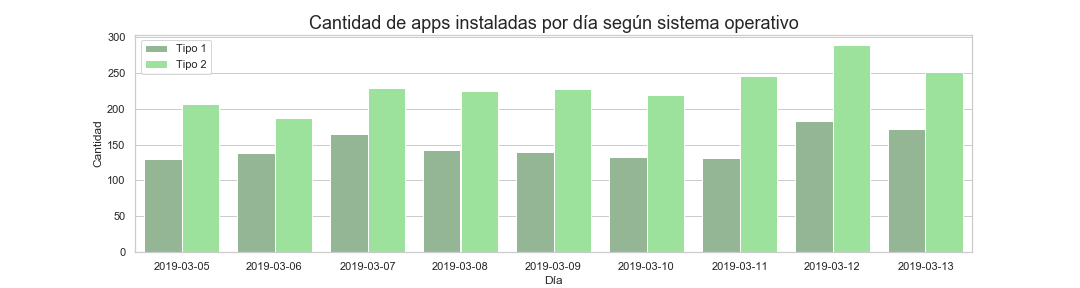 Cantidad de apps instaladas por día según sistema operativo
Tipo 1
Tipo 2
Cantidad
300
250
200
150
100
50
0
2019-03-05 2019-03-06 2019-03-07 2019-03-08 2019-03-09 2019-03-10 2019-03-11 2019-03-12 2019-03-13
Día